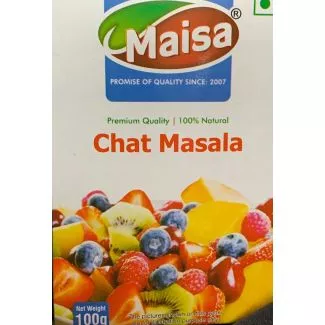 Maisa®
PROMISE OF QUALITY SINCE: 2007
Premium Quality | 100% Natural
Chat Masala
Net Weight
100g